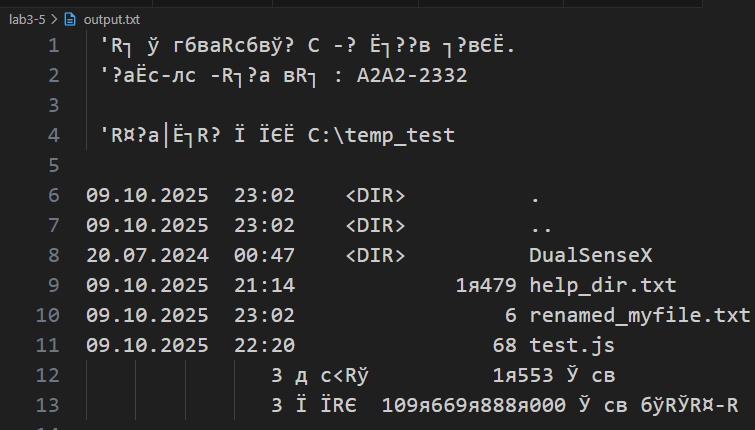 lab3-5 > output.txt
1 'R┐ ў гбваRсбвў? C -? Ё┐??в ┐?вЄЁ.
2 '?аЁс-лс -R┐?а вR┐ : A2A2-2332
3
4 'R¤?а│Ё┐R? Ï ÏЄЁ C:\temp_test
5
6 09.10.2025 23:02 <DIR> .
7 09.10.2025 23:02 <DIR> ..
8 20.07.2024 00:47 <DIR> DualSenseX
9 09.10.2025 21:14 1я479 help_dir.txt
10 09.10.2025 23:02 6 renamed_myfile.txt
11 09.10.2025 22:20 68 test.js
12 3 д с<Rў 1я553 Ў св
13 3 Ï ÏRЄ 109я669я888я000 Ў св бўRЎR¤-R